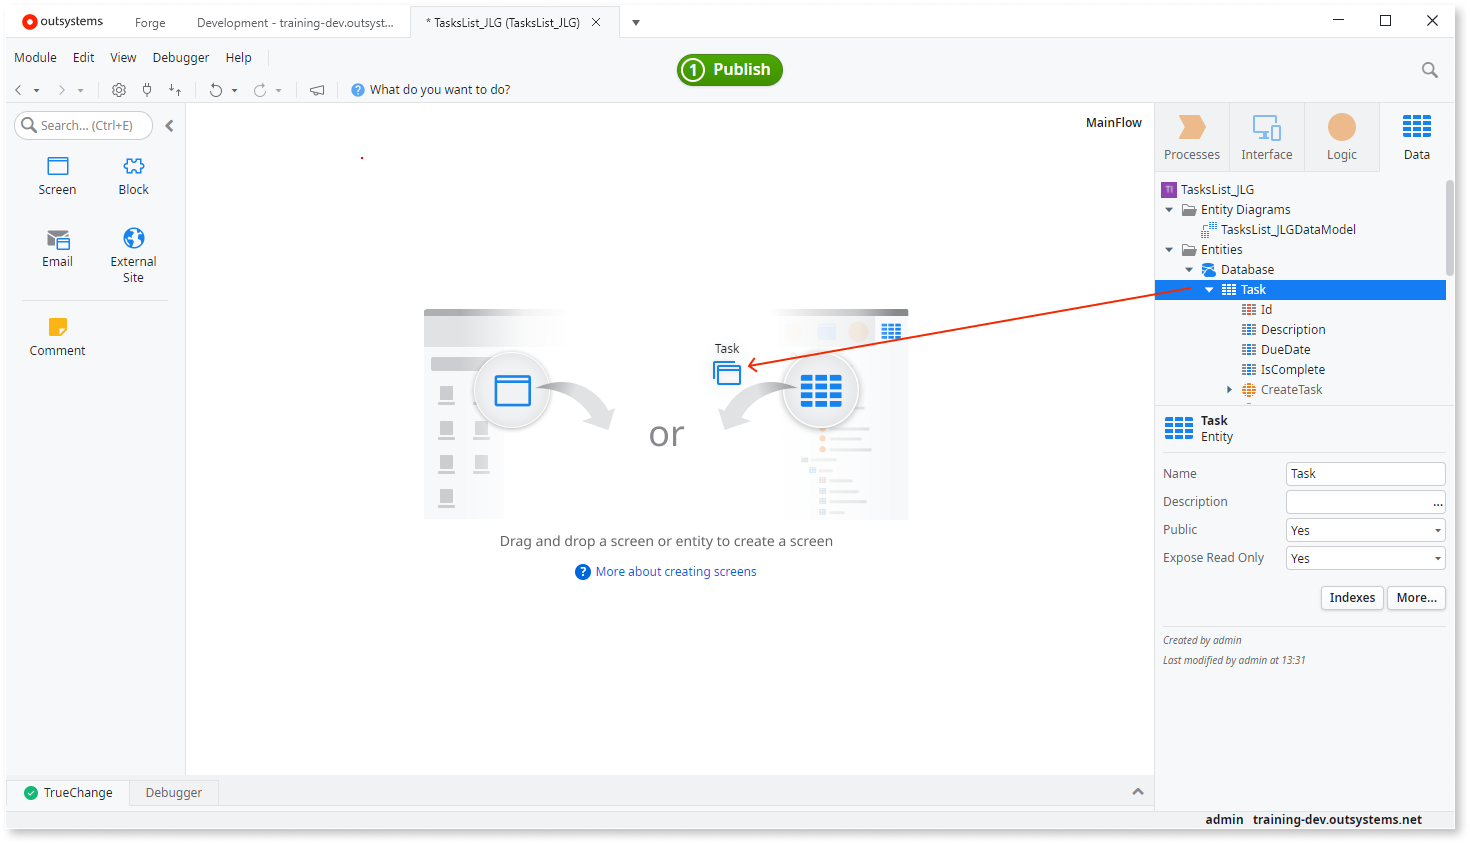 outsystems
Forge
Development - training-dev.outsyst...
* TasksList_JLG (TasksList_JLG)
Module Edit View Debugger Help
1 Publish
? What do you want to do?
Search... (Ctrl+E)
Screen
Block
Email
External
Site
Comment
MainFlow
Task
or
Drag and drop a screen or entity to create a screen
? More about creating screens
Processes
Interface
Logic
Data
Tl TasksList_JLG
Entity Diagrams
TasksList_JLGDataModel
Entities
Database
Task
Id
Description
DueDate
IsComplete
CreateTask
Task
Entity
Name Task
Description ...
Public Yes
Expose Read Only Yes
Indexes More...
Created by admin
Last modified by admin at 13:31
TrueChange
Debugger
admin training-dev.outsystems.net